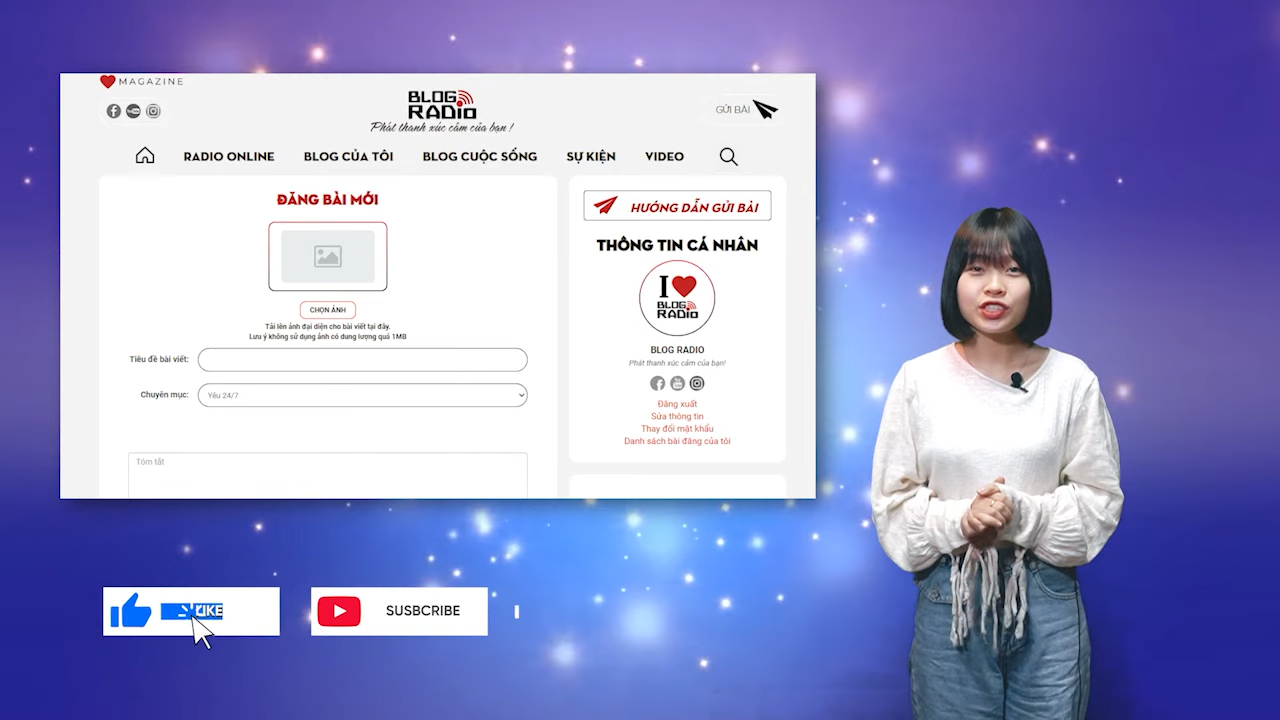 MAGAZINE
BLOG
RADIO
Phát thanh xúc cảm của bạn !
GỬI BÀI
RADIO ONLINE
BLOG CỦA TÔI
BLOG CUỘC SỐNG
SỰ KIỆN
VIDEO
ĐĂNG BÀI MỚI
CHỌN ẢNH
Tải lên ảnh đại diện cho bài viết tại đây.
Lưu ý không sử dụng ảnh có dung lượng quá 1MB
Tiêu đề bài viết:
Chuyên mục:
Yêu 24/7
Tóm tắt
HƯỚNG DẪN GỬI BÀI
THÔNG TIN CÁ NHÂN
I
BLOG
RADIO
BLOG RADIO
Phát thanh xúc cảm của bạn!
Đăng xuất
Sửa thông tin
Thay đổi mật khẩu
Danh sách bài đăng của tôi
LIKE
SUSBCRIBE